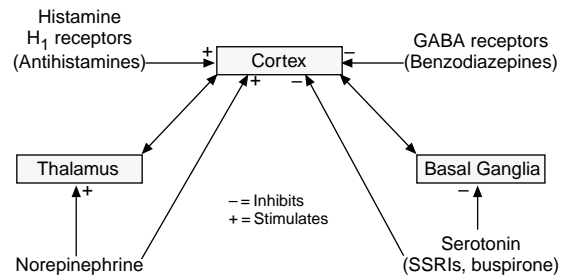 Histamine
H1 receptors
(Antihistamines)
+
Cortex
–
GABA receptors
(Benzodiazepines)
+
–
Thalamus
+
Basal Ganglia
–
– = Inhibits
+ = Stimulates
Norepinephrine
Serotonin
(SSRIs, buspirone)